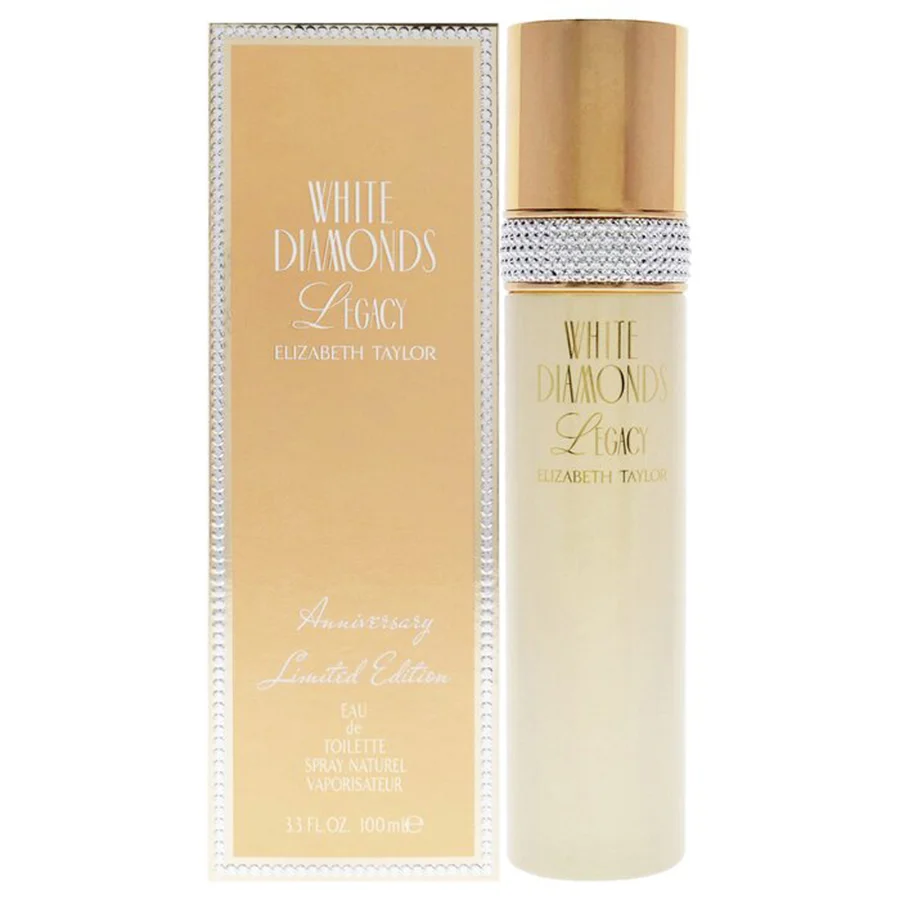 WHITE
DIAMONDS
LEGACY
ELIZABETH TAYLOR
Anniversary
Limited Edition
EAU
de
TOILETTE
SPRAY NATUREL
VAPORISATEUR
3.3 FL. OZ. 100 ml e
WHITE
DIAMONDS
LEGACY
ELIZABETH TAYLOR